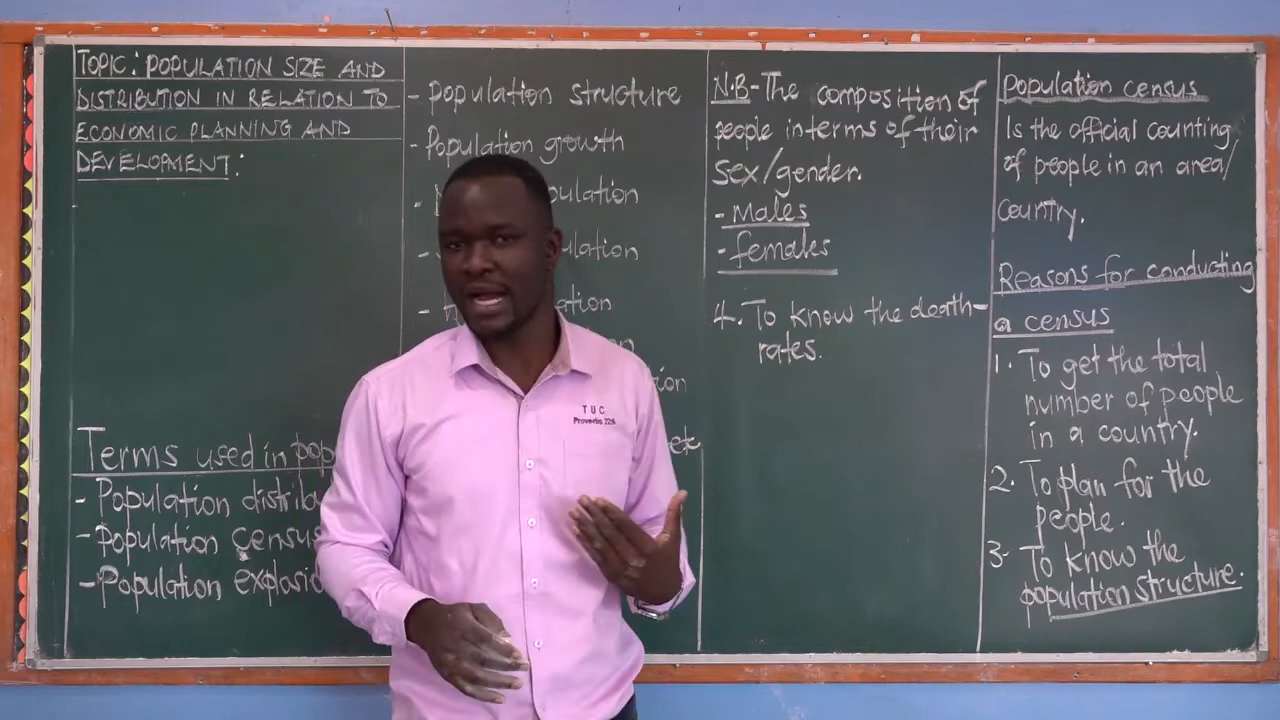 TOPIC: POPULATION SIZE AND
DISTRIBUTION IN RELATION TO
ECONOMIC PLANNING AND
DEVELOPMENT:
Terms used in
- Population
- Population census
- Population
- Population structure
- Population growth
etc
N.B - The composition of
people interms of their
sex/gender.
- Males
- females
4. To know the death-
rates.
Population census
Is the official counting
of people in an area/
Country.
Reasons for conducting
a census
1. To get the total
number of people
in a country.
2. To plan for the
people.
3- To know the
population structure.
TUC
Proverbs 22:6